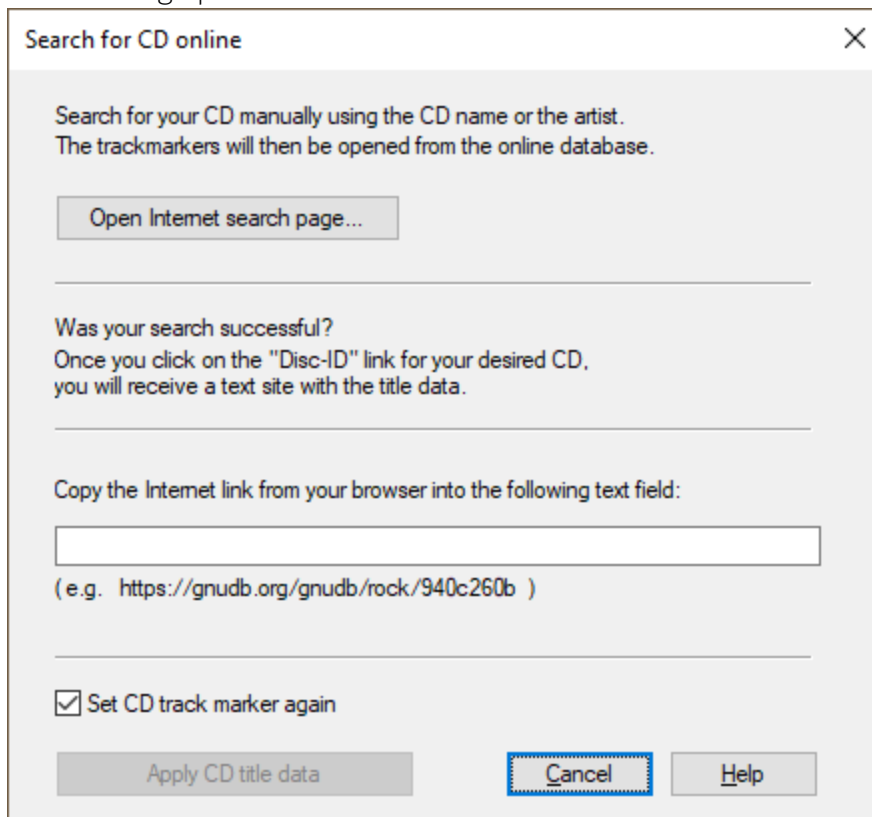 Search for CD online
Search for your CD manually using the CD name or the artist.
The trackmarkers will then be opened from the online database.
Open Internet search page...
Was your search successful?
Once you click on the "Disc-ID" link for your desired CD,
you will receive a text site with the title data.
Copy the Internet link from your browser into the following text field:
(e.g. https://gnudb.org/gnudb/rock/940c260b )
Set CD track marker again
Apply CD title data Cancel Help